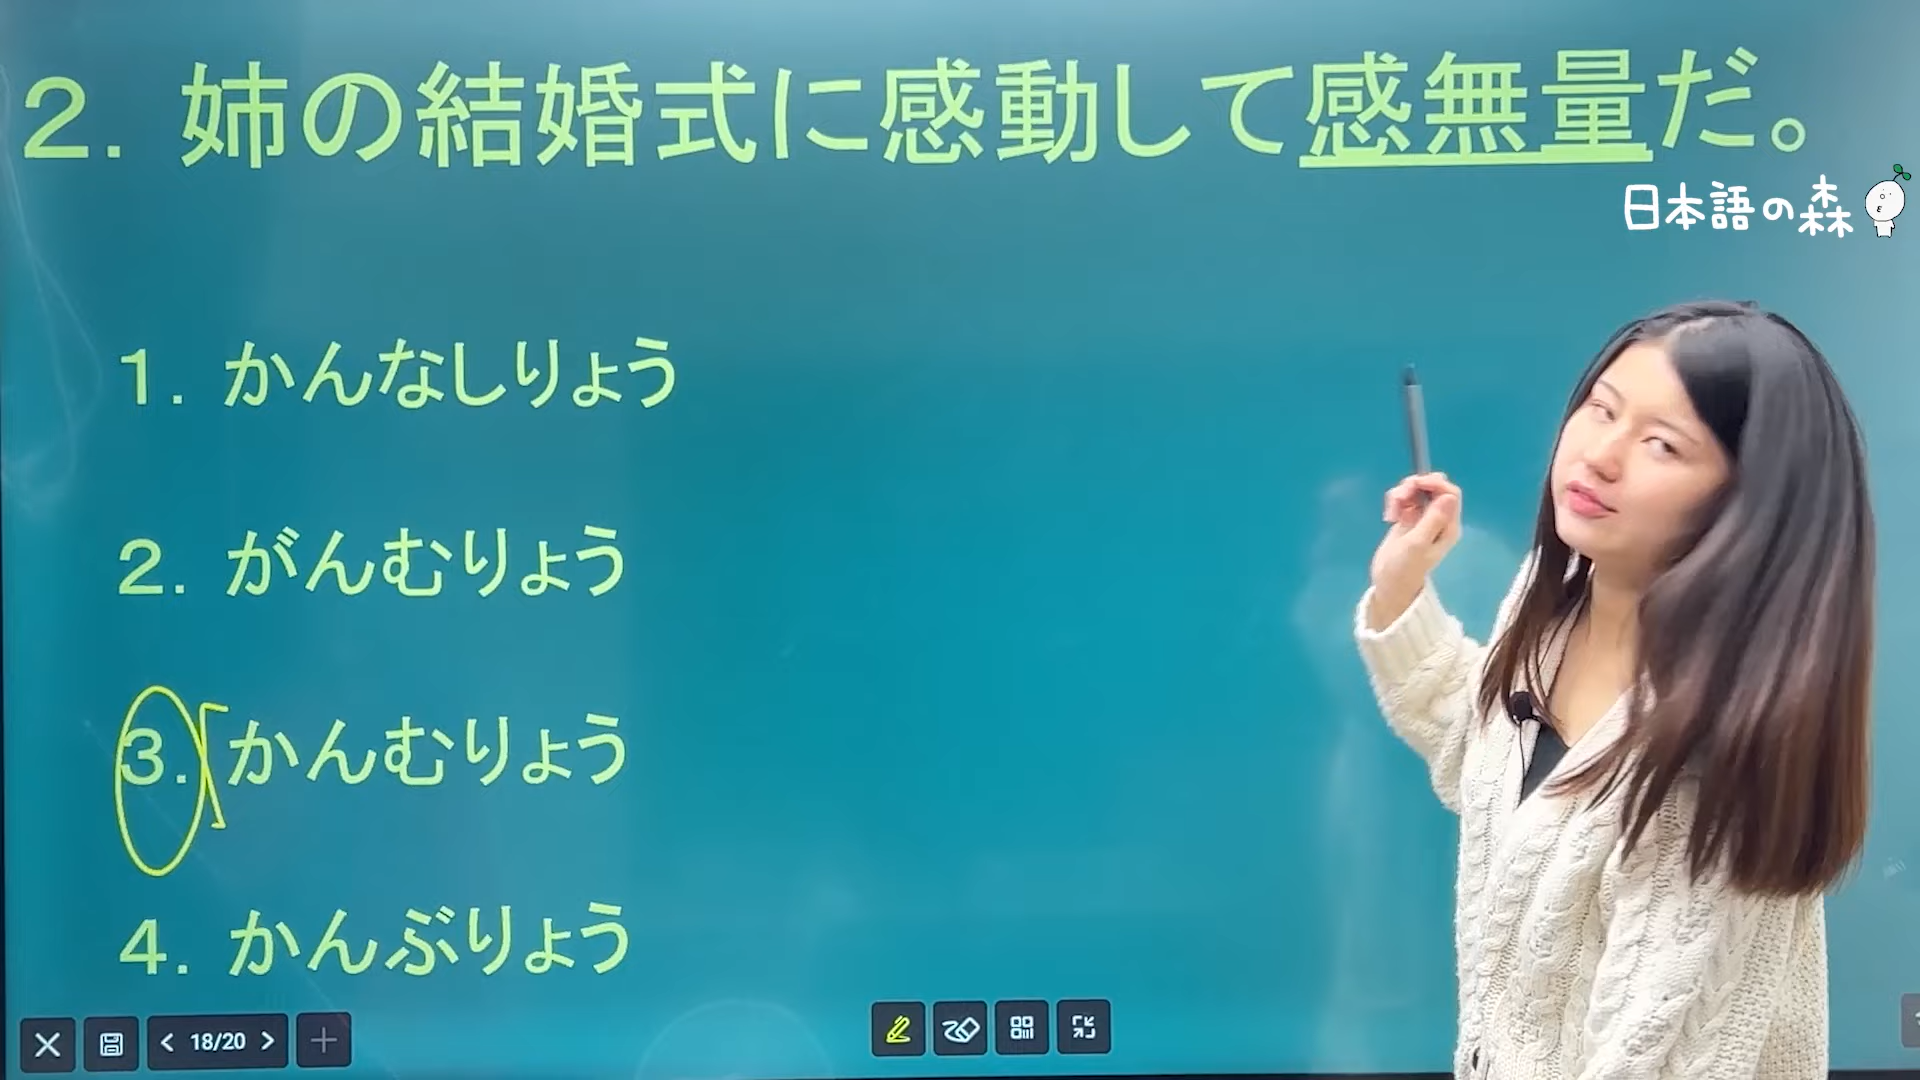 2. 姉の結婚式に感動して感無量だ。
日本語の森
1. かんなしりょう
2. がんむりょう
3. かんむりょう
4. かんぶりょう
18/20